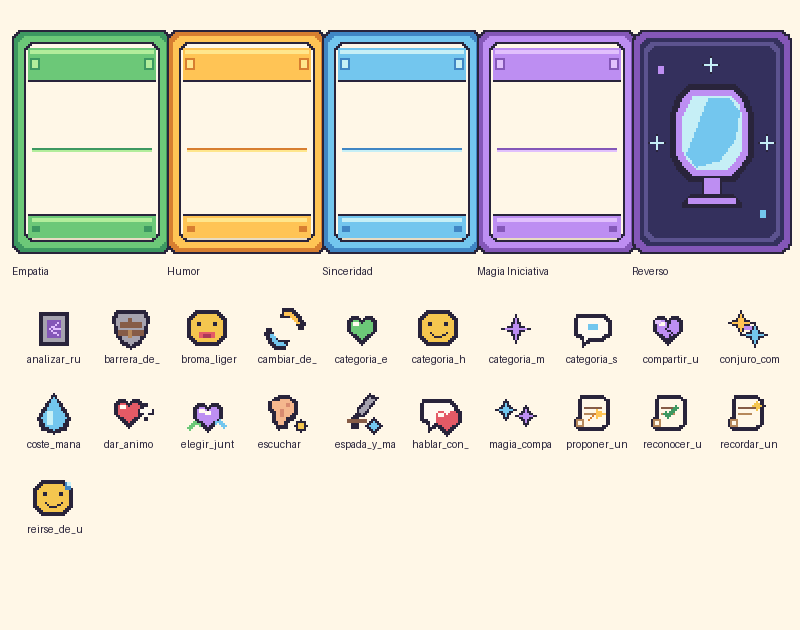 Empatia
Humor
Sinceridad
Magia Iniciativa
Reverso
analizar_ru
barrera_de_
broma_liger
cambiar_de_
categoria_e
categoria_h
categoria_m
categoria_s
compartir_u
conjuro_com
coste_mana
dar_animo
elegir_junt
escuchar
espada_y_ma
hablar_con_
magia_compa
proponer_un
reconocer_u
recordar_un
reirse_de_u